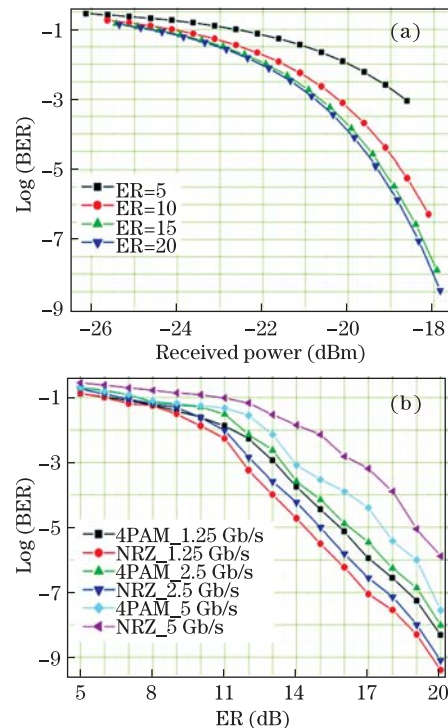 (a)
Log (BER)
-1
-3
-5
-7
-9
ER=5
ER=10
ER=15
ER=20
-26
-24
-22
-20
-18
Received power (dBm)
(b)
Log (BER)
-1
-3
-5
-7
-9
4PAM_1.25 Gb/s
NRZ_1.25 Gb/s
4PAM_2.5 Gb/s
NRZ_2.5 Gb/s
4PAM_5 Gb/s
NRZ_5 Gb/s
5
8
11
14
17
20
ER (dB)